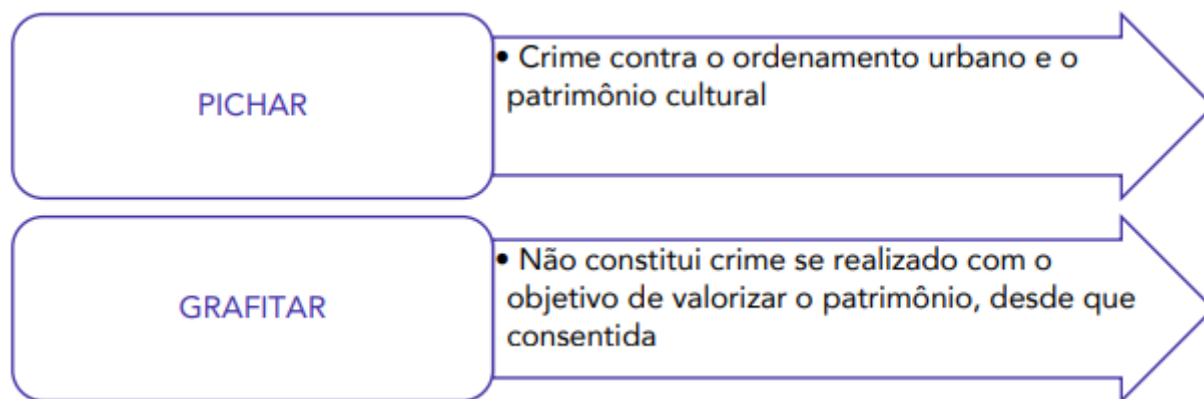 PICHAR
• Crime contra o ordenamento urbano e o
patrimônio cultural
GRAFITAR
• Não constitui crime se realizado com o
objetivo de valorizar o patrimônio, desde que
consentida